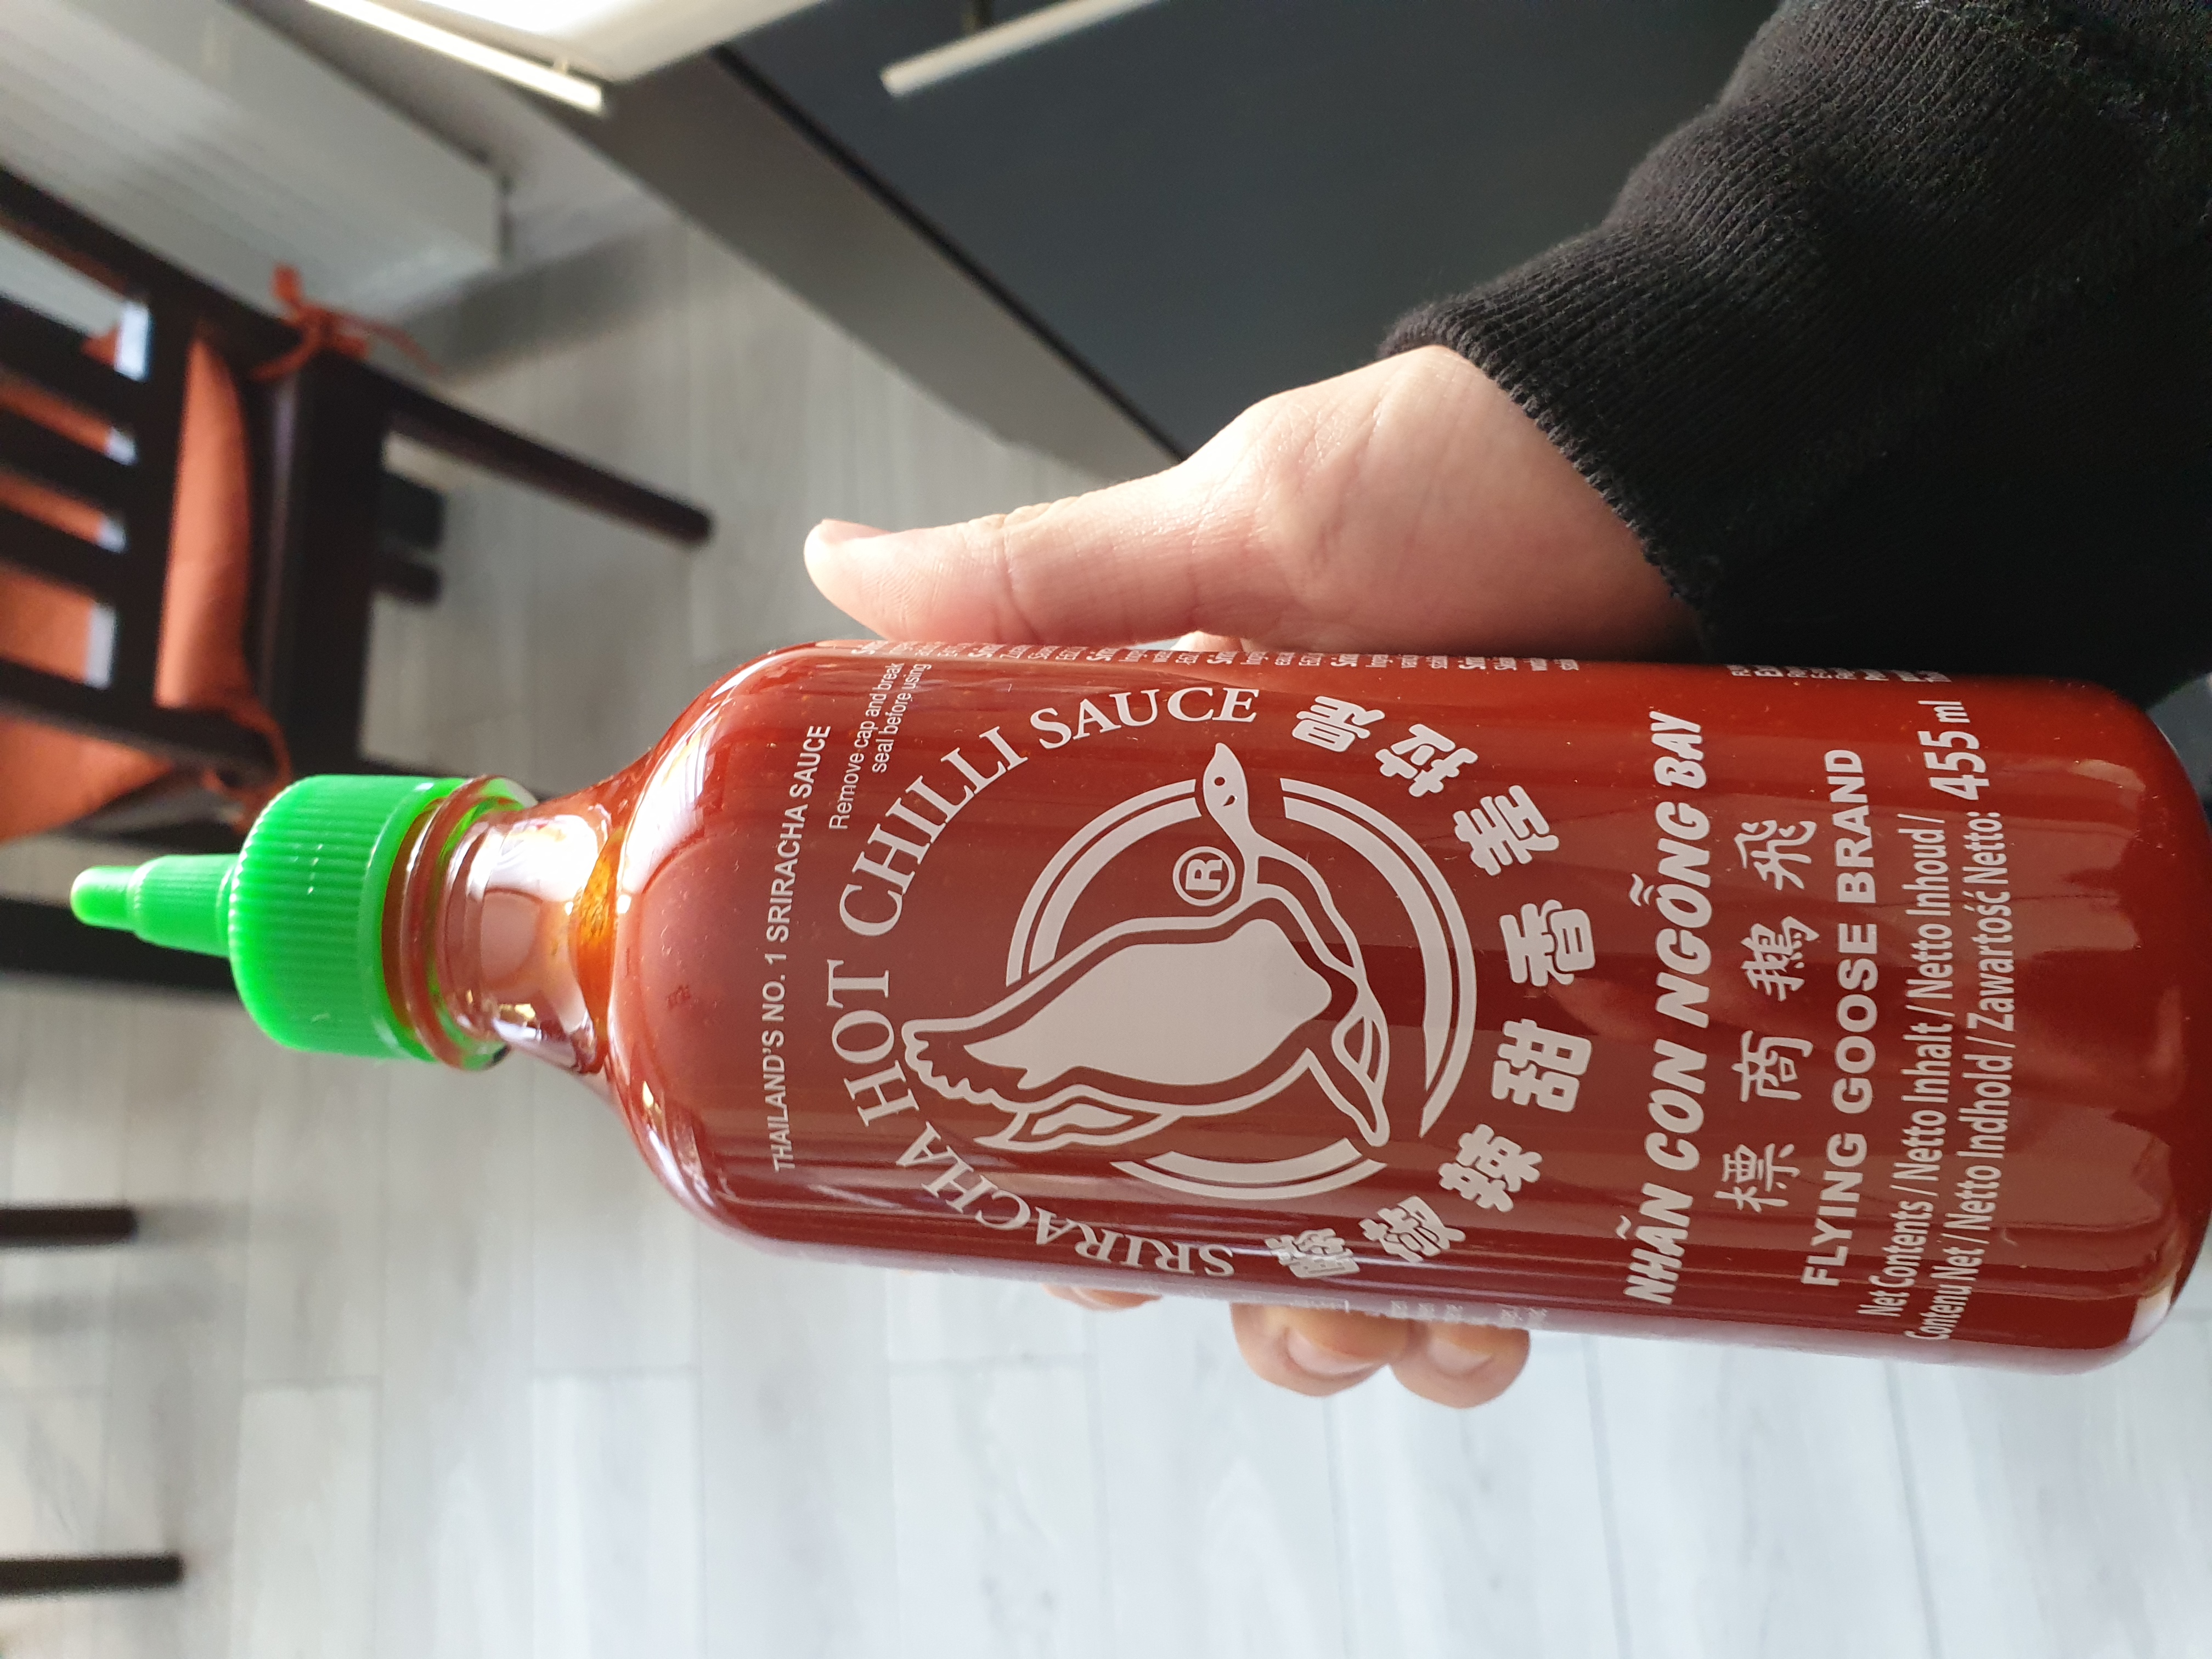 THAILAND'S NO. 1 SRIRACHA SAUCE
Remove cap and break
seal before using
SRIRACHA HOT CHILLI SAUCE
®
是拉差香甜辣椒醬
NHÃN CON NGỖNG BAY
標商鵝飛
FLYING GOOSE BRAND
Net Contents / Netto Inhalt / Netto Inhoud /
Contenu Net / Netto Indhold / Zawartość Netto: 455 ml